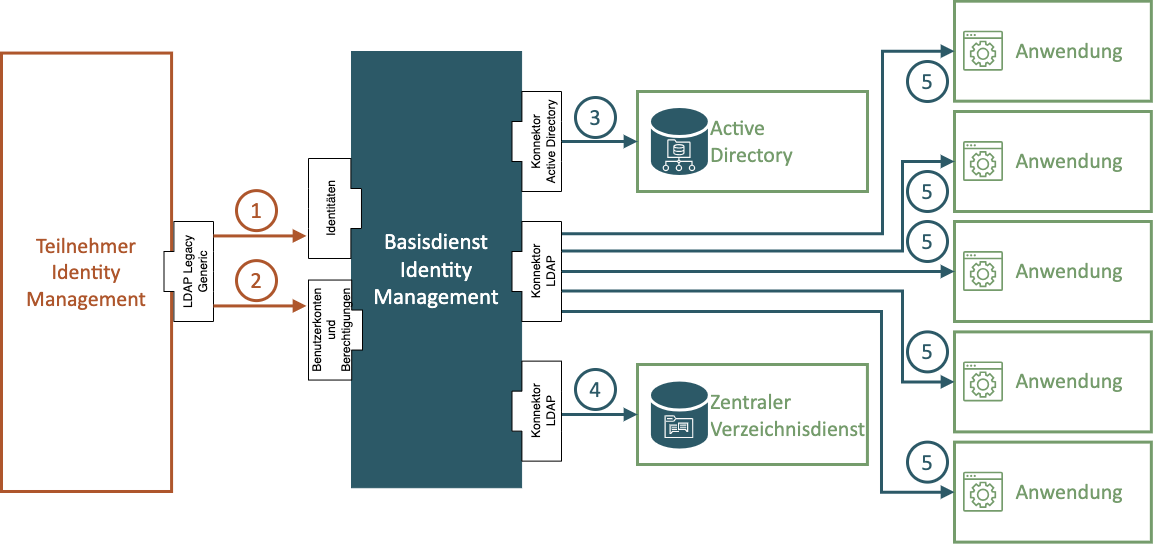 Teilnehmer
Identity
Management
LDAP Legacy
Generic
1
2
Identitäten
Benutzerkonten
und
Berechtigungen
Basisdienst
Identity
Management
Konnektor
Active Directory
Konnektor
LDAP
Konnektor
LDAP
3
Active
Directory
4
Zentraler
Verzeichnisdienst
5
Anwendung
5
Anwendung
5
Anwendung
5
Anwendung
5
Anwendung